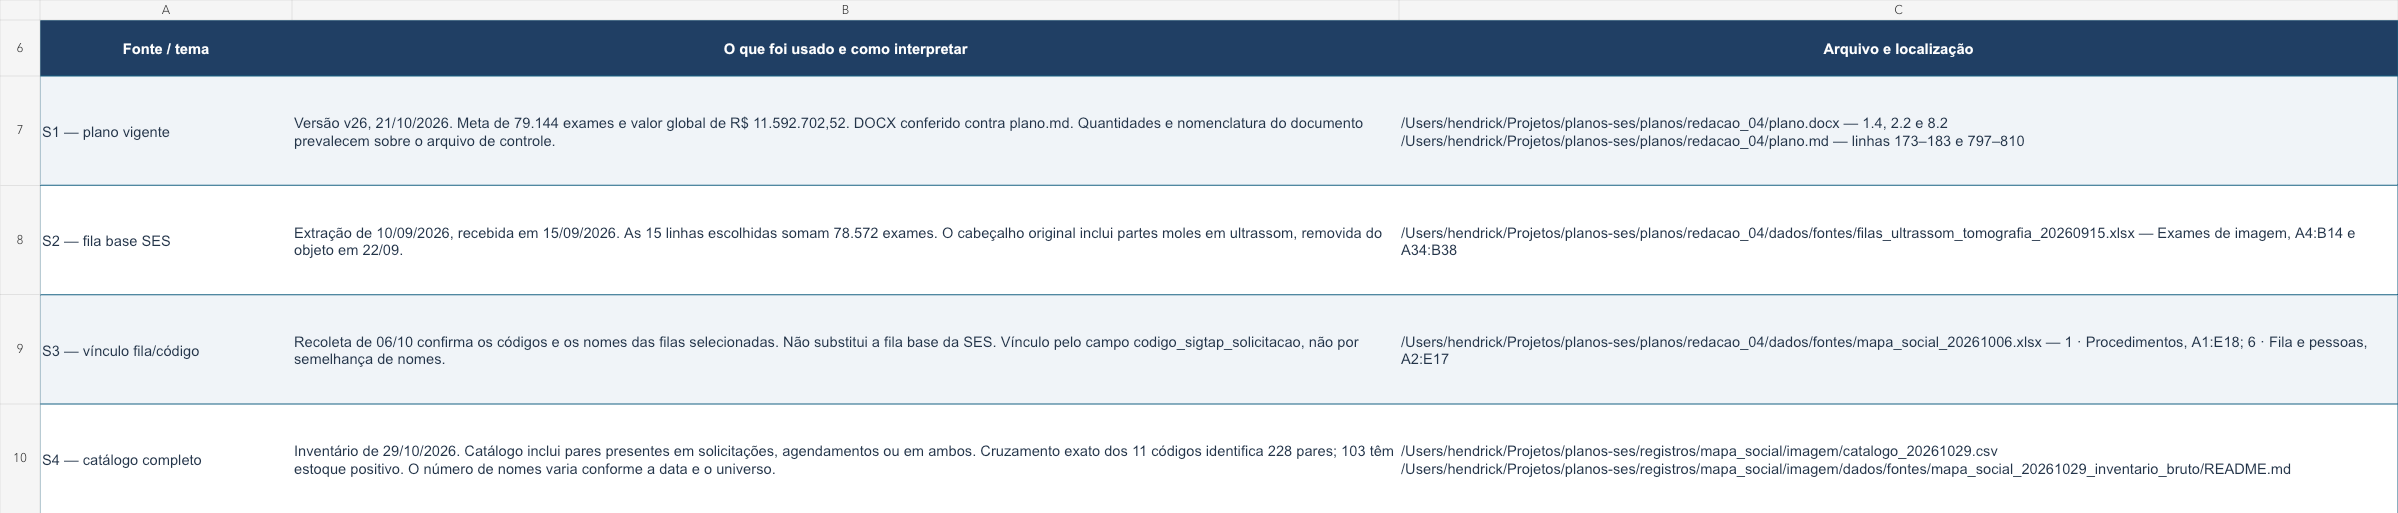 A B C
6 Fonte / tema O que foi usado e como interpretar Arquivo e localização
7 S1 — plano vigente
Versão v26, 21/10/2026. Meta de 79.144 exames e valor global de R$ 11.592.702,52. DOCX conferido contra plano.md. Quantidades e nomenclatura do documento
prevalecem sobre o arquivo de controle.
/Users/hendrick/Projetos/planos-ses/planos/redacao_04/plano.docx — 1.4, 2.2 e 8.2
/Users/hendrick/Projetos/planos-ses/planos/redacao_04/plano.md — linhas 173–183 e 797–810
8 S2 — fila base SES
Extração de 10/09/2026, recebida em 15/09/2026. As 15 linhas escolhidas somam 78.572 exames. O cabeçalho original inclui partes moles em ultrassom, removida do
objeto em 22/09.
/Users/hendrick/Projetos/planos-ses/planos/redacao_04/dados/fontes/filas_ultrassom_tomografia_20260915.xlsx — Exames de imagem, A4:B14 e
A34:B38
9 S3 — vínculo fila/código
Recoleta de 06/10 confirma os códigos e os nomes das filas selecionadas. Não substitui a fila base da SES. Vínculo pelo campo codigo_sigtap_solicitacao, não por
semelhança de nomes.
/Users/hendrick/Projetos/planos-ses/planos/redacao_04/dados/fontes/mapa_social_20261006.xlsx — 1 · Procedimentos, A1:E18; 6 · Fila e pessoas,
A2:E17
10 S4 — catálogo completo
Inventário de 29/10/2026. Catálogo inclui pares presentes em solicitações, agendamentos ou em ambos. Cruzamento exato dos 11 códigos identifica 228 pares; 103 têm
estoque positivo. O número de nomes varia conforme a data e o universo.
/Users/hendrick/Projetos/planos-ses/registros/mapa_social/imagem/catalogo_20261029.csv
/Users/hendrick/Projetos/planos-ses/registros/mapa_social/imagem/dados/fontes/mapa_social_20261029_inventario_bruto/README.md